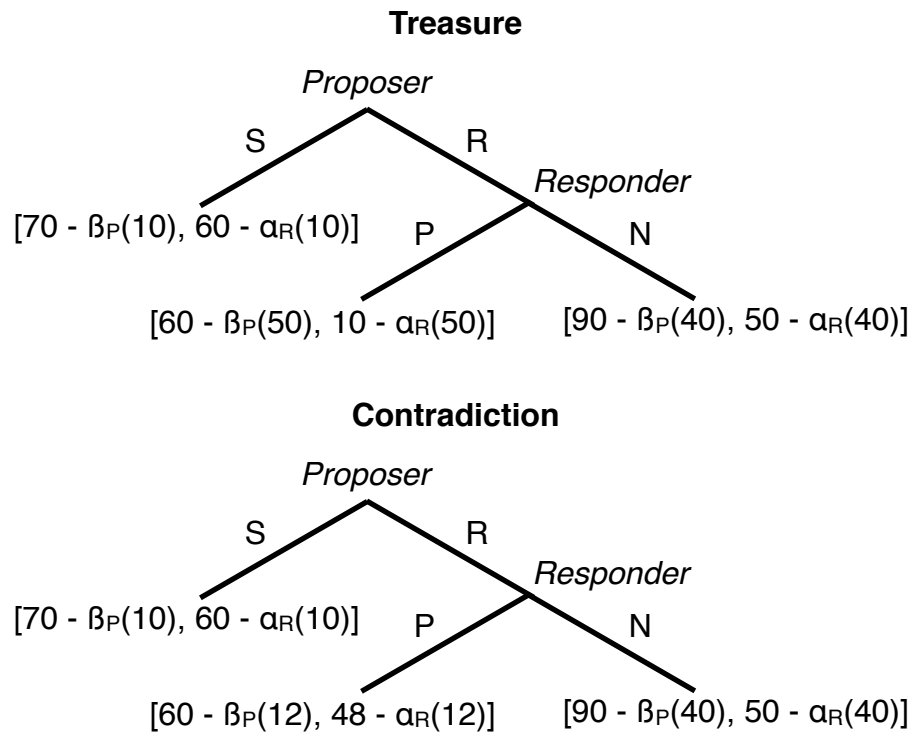 Treasure
Proposer
S R
Responder
[70 - ßP(10), 60 - αR(10)] P N
[60 - ßP(50), 10 - αR(50)] [90 - ßP(40), 50 - αR(40)]
Contradiction
Proposer
S R
Responder
[70 - ßP(10), 60 - αR(10)] P N
[60 - ßP(12), 48 - αR(12)] [90 - ßP(40), 50 - αR(40)]